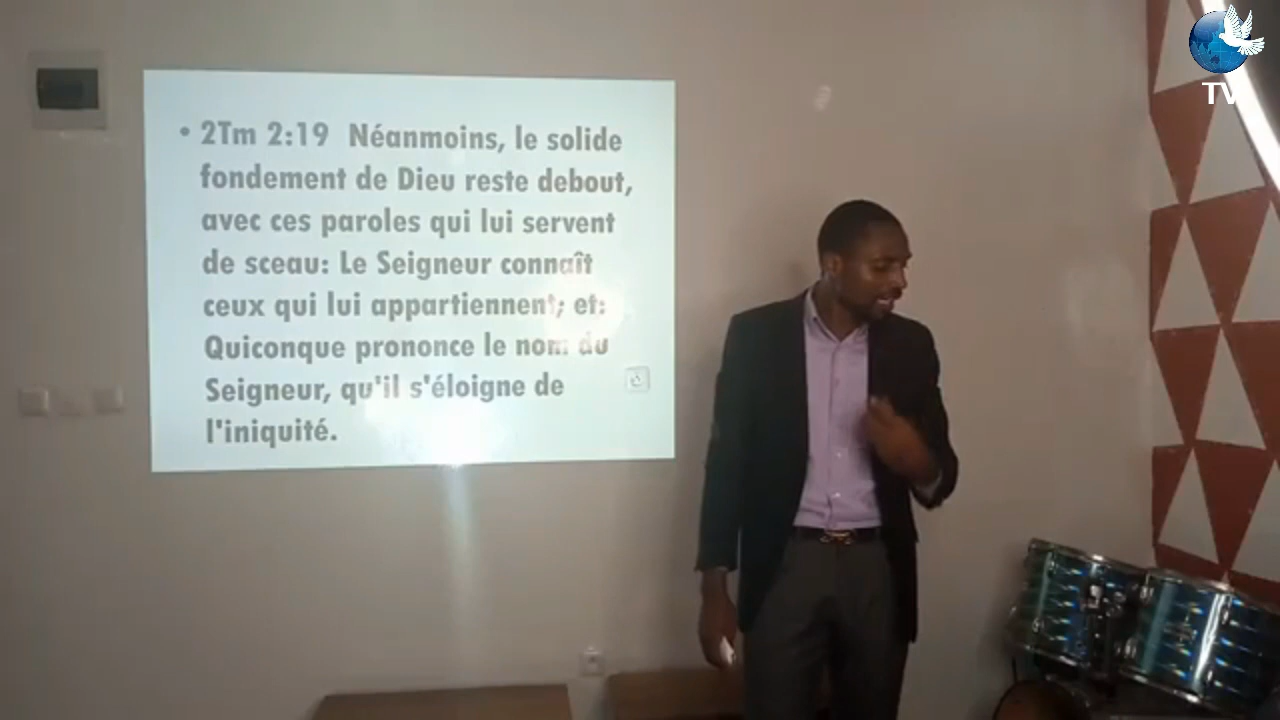 • 2Tm 2:19 Néanmoins, le solide
fondement de Dieu reste debout,
avec ces paroles qui lui servent
de sceau: Le Seigneur connaît
ceux qui lui appartiennent; et:
Quiconque prononce le nom du
Seigneur, qu'il s'éloigne de
l'iniquité.
TV